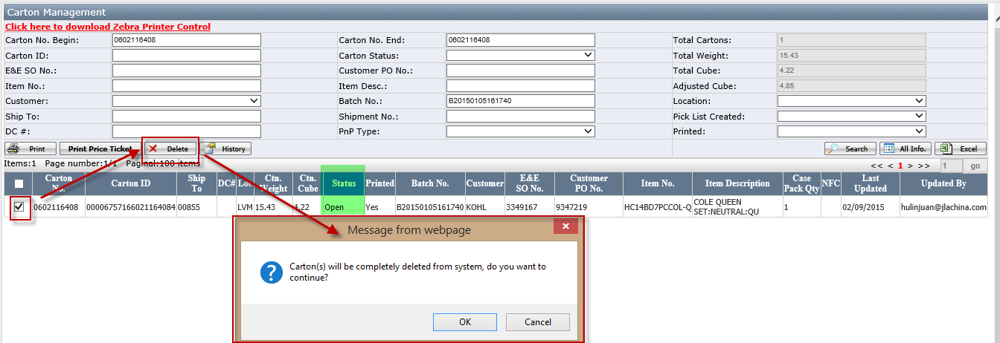 Carton Management
Click here to download Zebra Printer Control
Carton No. Begin: 0602116408 Carton No. End: 0602116408 Total Cartons: 1
Carton ID: Carton Status: Total Weight: 15.43
E&E SO No.: Customer PO No.: Total Cube: 4.22
Item No.: Item Desc.: Adjusted Cube: 4.85
Customer: Batch No.: B20150105161740 Location:
Ship To: Shipment No.: Pick List Created:
DC #: PnP Type: Printed:
Print Print Price Ticket Delete History Search All Info. Excel
Items:1 Page number:1/1 Paginal:100 items << < 1 > >> 1 go
Carton No. Carton ID Ship To DC# Loc Ctn. Weight Ctn. Cube Status Printed Batch No. Customer E&E SO No. Customer PO No. Item No. Item Description Case Pack Qty NFC Last Updated Updated By
0602116408 00006757166021164084 00855 LVM 15.43 4.22 Open Yes B20150105161740 KOHL 3349167 9347219 HC14BD7PCCOL-Q COLE QUEEN SET:NEUTRAL:QU 1 02/09/2015 hulinjuan@jlachina.com
Message from webpage
Carton(s) will be completely deleted from system, do you want to
continue?
OK Cancel